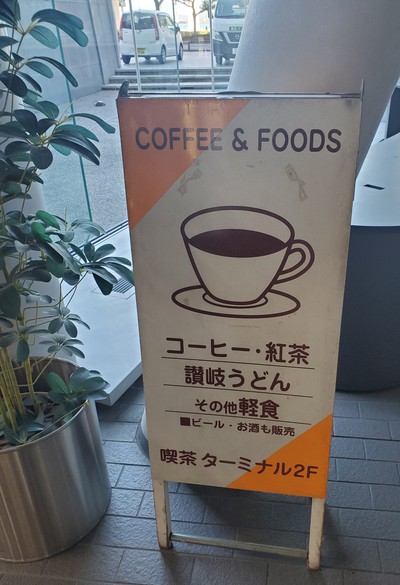 COFFEE & FOODS
コーヒー・紅茶
讃岐うどん
その他軽食
■ビール・お酒も販売
喫茶 ターミナル2F